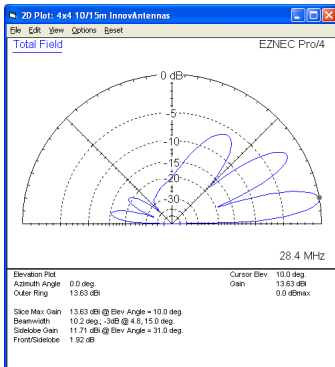 2D Plot: 4x4 10/15m InnovAntennas
File Edit View Options Reset
Total Field
EZNEC Pro/4
0 dB
-5
-10
-15
-20
-30
28.4 MHz
Elevation Plot
Cursor Elev 10.0 deg.
Azimuth Angle 0.0 deg.
Gain 13.63 dBi
Outer Ring 13.63 dBi
0.0 dBmax
Slice Max Gain 13.63 dBi @ Elev Angle = 10.0 deg.
Beamwidth 10.2 deg.; -3dB @ 4.8, 15.0 deg.
Sidelobe Gain 11.71 dBi @ Elev Angle = 31.0 deg.
Front/Sidelobe 1.92 dB